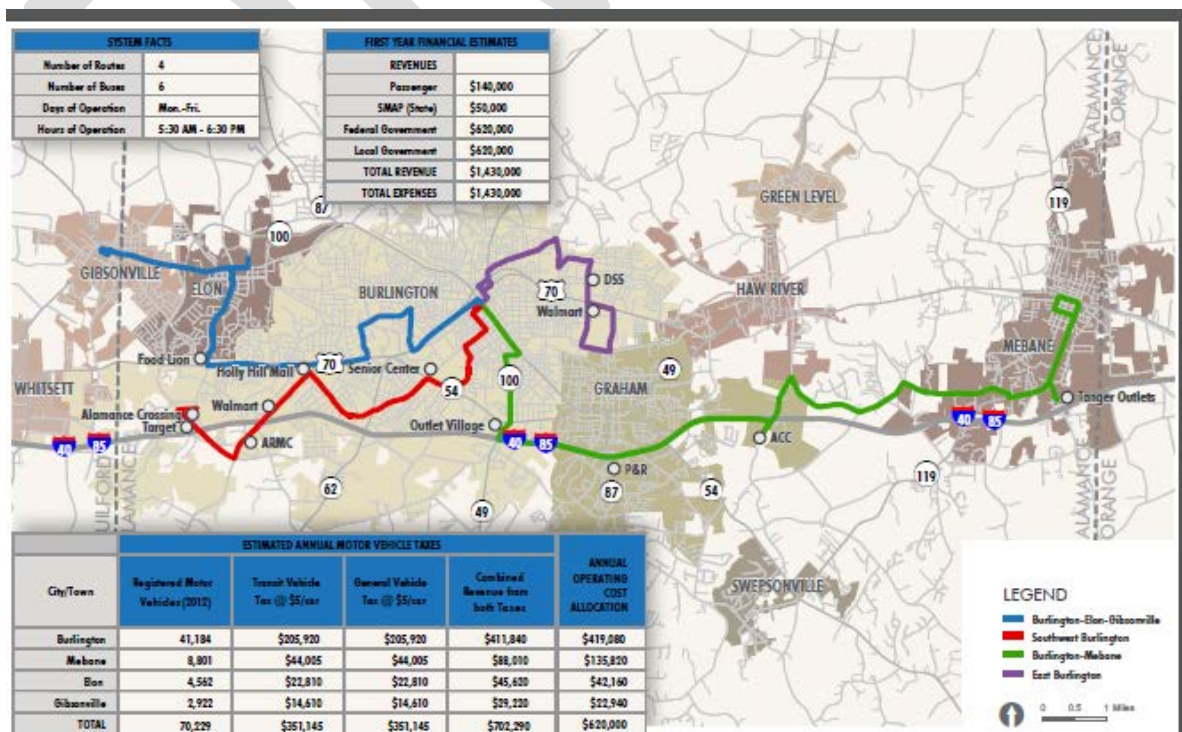 SYSTEM FACTS
Number of Routes 4
Number of Buses 6
Days of Operation Mon.-Fri.
Hours of Operation 5:30 AM - 6:30 PM
FIRST YEAR FINANCIAL ESTIMATES
REVENUES
Passenger $140,000
SMAP (State) $50,000
Federal Government $620,000
Local Government $620,000
TOTAL REVENUE $1,430,000
TOTAL EXPENSES $1,430,000
ALAMANCE
ORANGE
87
100
119
GREEN LEVEL
GIBSONVILLE
ELON
BURLINGTON
70
DSS
Walmart
HAW RIVER
MEBANE
Food Lion
Holly Hill Mall
70
Senior Center
54
100
GRAHAM
49
WHITSETT
Alamance Crossing
Target
Walmart
ARMC
Outlet Village
40 85
40 85
ACC
40 85
Tanger Outlets
P&R
87
54
62
49
119
GUILFORD
ALAMANCE
ALAMANCE
ORANGE
SWEPSONVILLE
ESTIMATED ANNUAL MOTOR VEHICLE TAXES
City/Town
Registered Motor Vehicles (2012)
Transit Vehicle Tax @ $5/car
General Vehicle Tax @ $5/car
Combined Revenue from both Taxes
ANNUAL OPERATING COST ALLOCATION
Burlington 41,184 $205,920 $205,920 $411,840 $419,080
Mebane 8,801 $44,005 $44,005 $88,010 $135,820
Elon 4,562 $22,810 $22,810 $45,620 $42,160
Gibsonville 2,922 $14,610 $14,610 $29,220 $22,940
TOTAL 70,229 $351,145 $351,145 $702,290 $620,000
LEGEND
Burlington-Elon-Gibsonville
Southwest Burlington
Burlington-Mebane
East Burlington
0 0.5 1 Miles